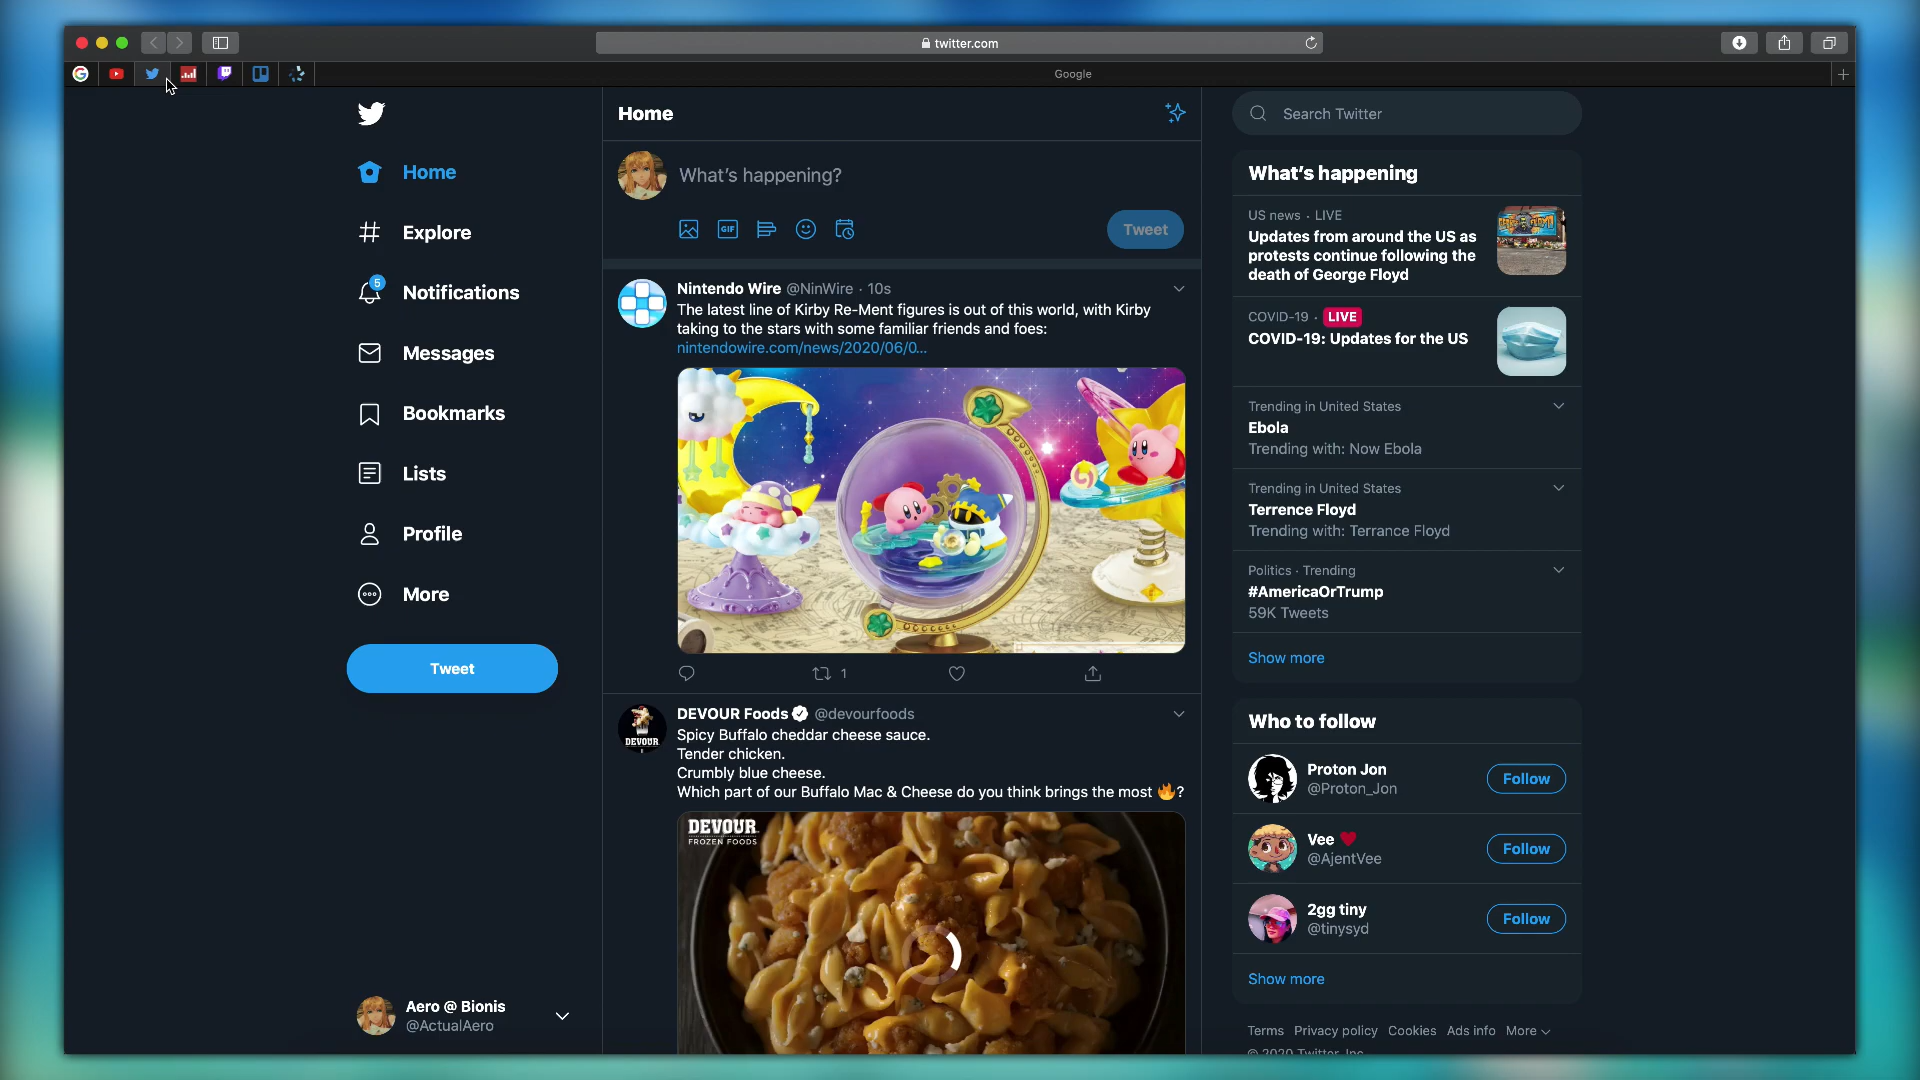 twitter.com
Google
Home
Explore
5
Notifications
Messages
Bookmarks
Lists
Profile
More
Tweet
Aero @ Bionis
@ActualAero
Home
What's happening?
GIF
Tweet
Nintendo Wire @NinWire · 10s
The latest line of Kirby Re-Ment figures is out of this world, with Kirby
taking to the stars with some familiar friends and foes:
nintendowire.com/news/2020/06/0...
1
DEVOUR
DEVOUR Foods @devourfoods
Spicy Buffalo cheddar cheese sauce.
Tender chicken.
Crumbly blue cheese.
Which part of our Buffalo Mac & Cheese do you think brings the most 🔥?
DEVOUR
FROZEN FOODS
Search Twitter
What's happening
US news · LIVE
Updates from around the US as
protests continue following the
death of George Floyd
COVID-19 · LIVE
COVID-19: Updates for the US
Trending in United States
Ebola
Trending with: Now Ebola
Trending in United States
Terrence Floyd
Trending with: Terrance Floyd
Politics · Trending
#AmericaOrTrump
59K Tweets
Show more
Who to follow
Proton Jon
@Proton_Jon
Follow
Vee ❤️
@AjentVee
Follow
2gg tiny
@tinysyd
Follow
Show more
Terms Privacy policy Cookies Ads info More
© 2020 Twitter, Inc.